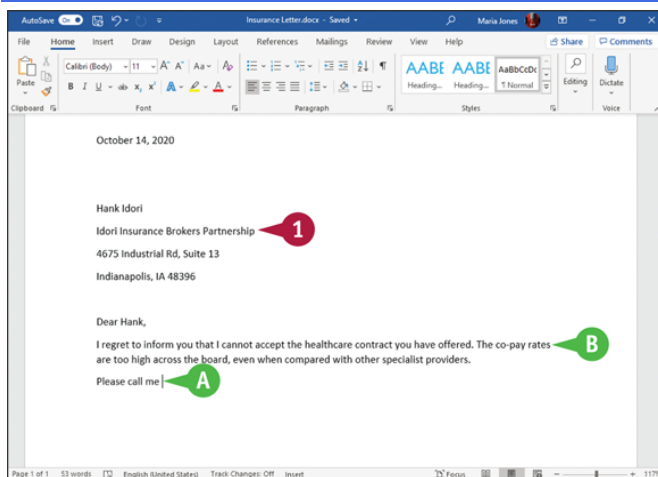 AutoSave On Insurance Letter.docx - Saved Maria Jones
File Home Insert Draw Design Layout References Mailings Review View Help Share Comments
Calibri (Body) 11 A A Aa A
Paste B I U ab x, x² A A AABE AABE AaBbCcDc Editing Dictate
Heading... Heading... ¶ Normal
Clipboard Font Paragraph Styles Voice
October 14, 2020
Hank Idori
Idori Insurance Brokers Partnership 1
4675 Industrial Rd, Suite 13
Indianapolis, IA 48396
Dear Hank,
I regret to inform you that I cannot accept the healthcare contract you have offered. The co-pay rates B
are too high across the board, even when compared with other specialist providers.
Please call me A
Page 1 of 1 53 words English (United States) Track Changes: Off Insert Focus 117%